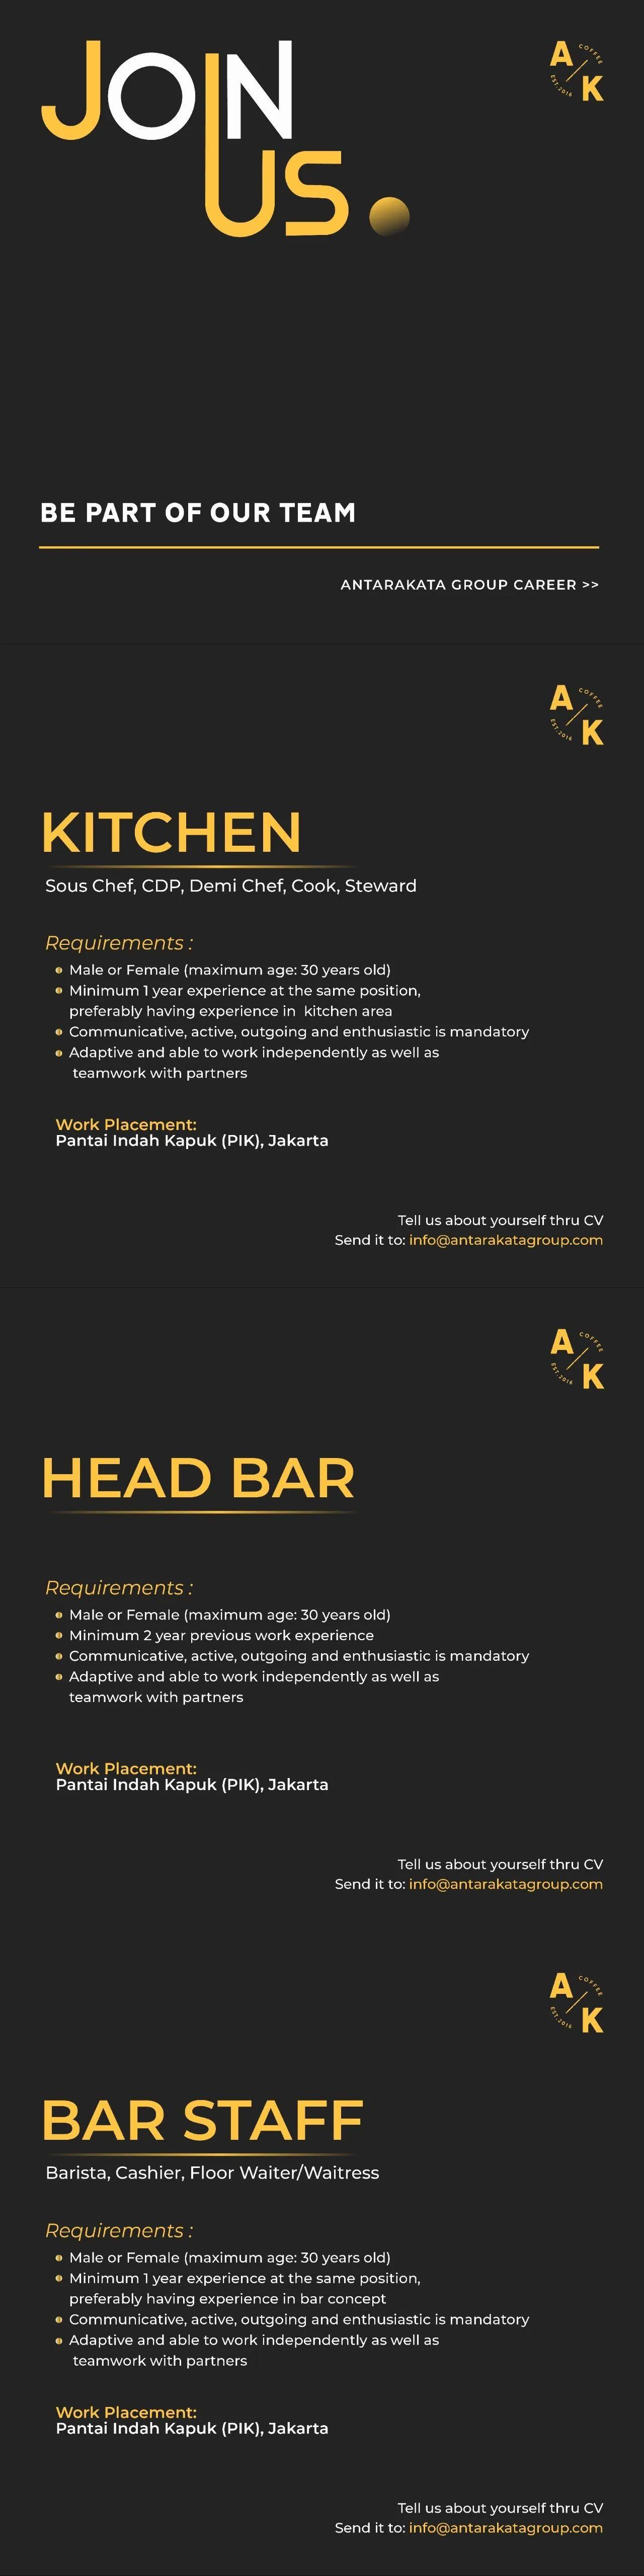 JOIN
US.
A COFFEE
EST.2016 K
BE PART OF OUR TEAM
ANTARAKATA GROUP CAREER >>
A COFFEE
EST.2016 K
KITCHEN
Sous Chef, CDP, Demi Chef, Cook, Steward
Requirements :
Male or Female (maximum age: 30 years old)
Minimum 1 year experience at the same position,
preferably having experience in kitchen area
Communicative, active, outgoing and enthusiastic is mandatory
Adaptive and able to work independently as well as
teamwork with partners
Work Placement:
Pantai Indah Kapuk (PIK), Jakarta
Tell us about yourself thru CV
Send it to: info@antarakatagroup.com
A COFFEE
EST.2016 K
HEAD BAR
Requirements :
Male or Female (maximum age: 30 years old)
Minimum 2 year previous work experience
Communicative, active, outgoing and enthusiastic is mandatory
Adaptive and able to work independently as well as
teamwork with partners
Work Placement:
Pantai Indah Kapuk (PIK), Jakarta
Tell us about yourself thru CV
Send it to: info@antarakatagroup.com
A COFFEE
EST.2016 K
BAR STAFF
Barista, Cashier, Floor Waiter/Waitress
Requirements :
Male or Female (maximum age: 30 years old)
Minimum 1 year experience at the same position,
preferably having experience in bar concept
Communicative, active, outgoing and enthusiastic is mandatory
Adaptive and able to work independently as well as
teamwork with partners
Work Placement:
Pantai Indah Kapuk (PIK), Jakarta
Tell us about yourself thru CV
Send it to: info@antarakatagroup.com